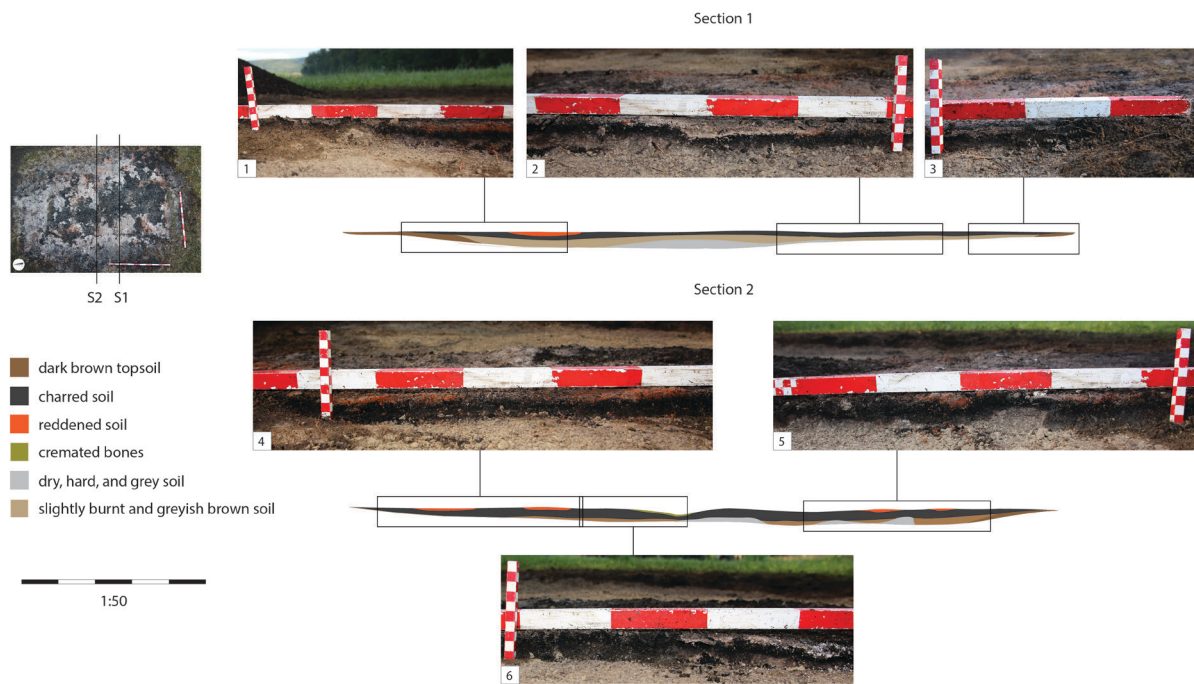 Section 1
1
2
3
S2 S1
Section 2
dark brown topsoil
charred soil
reddened soil
cremated bones
dry, hard, and grey soil
slightly burnt and greyish brown soil
4
5
1:50
6